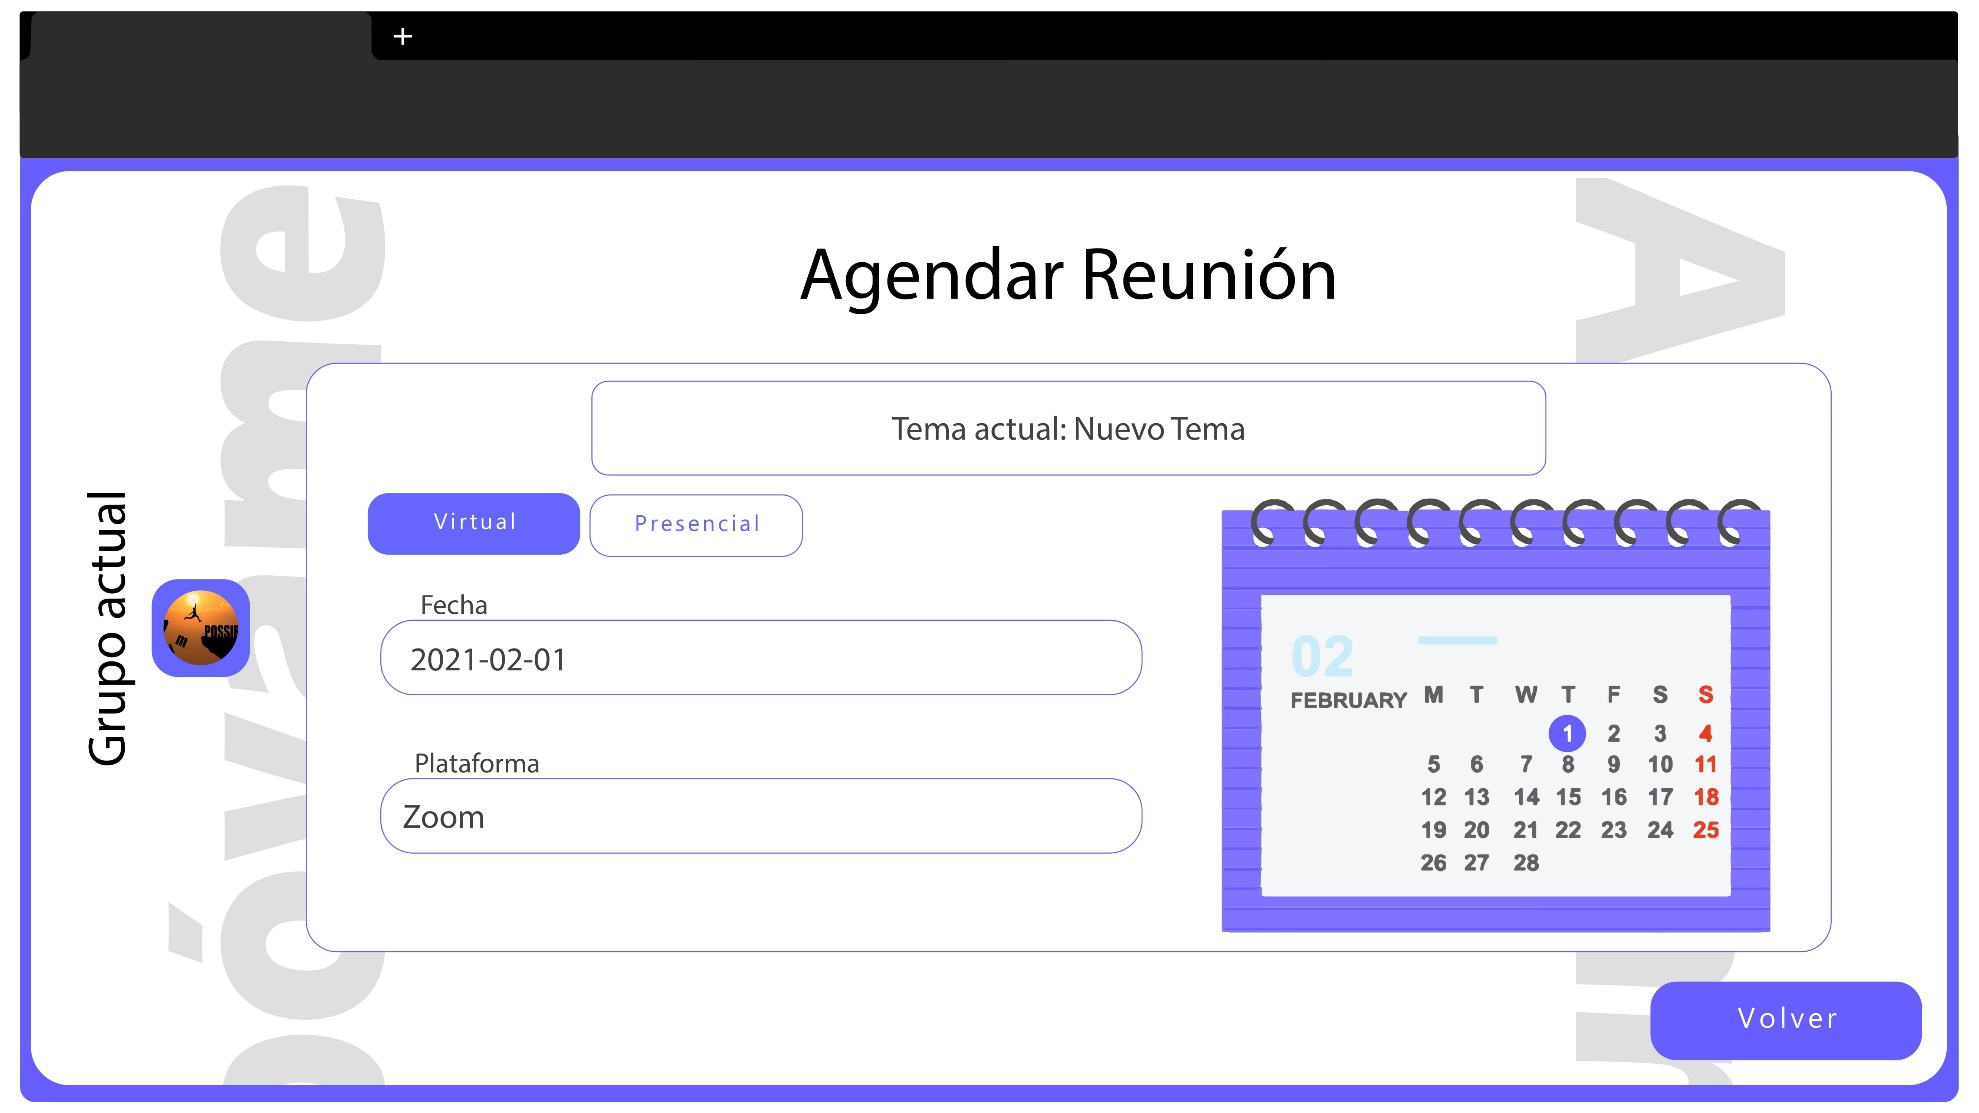 +
Agendar Reunión
Tema actual: Nuevo Tema
Virtual
Presencial
Fecha
2021-02-01
Plataforma
Zoom
Grupo actual
02
FEBRUARY
M T W T F S S
1 2 3 4
5 6 7 8 9 10 11
12 13 14 15 16 17 18
19 20 21 22 23 24 25
26 27 28
Volver